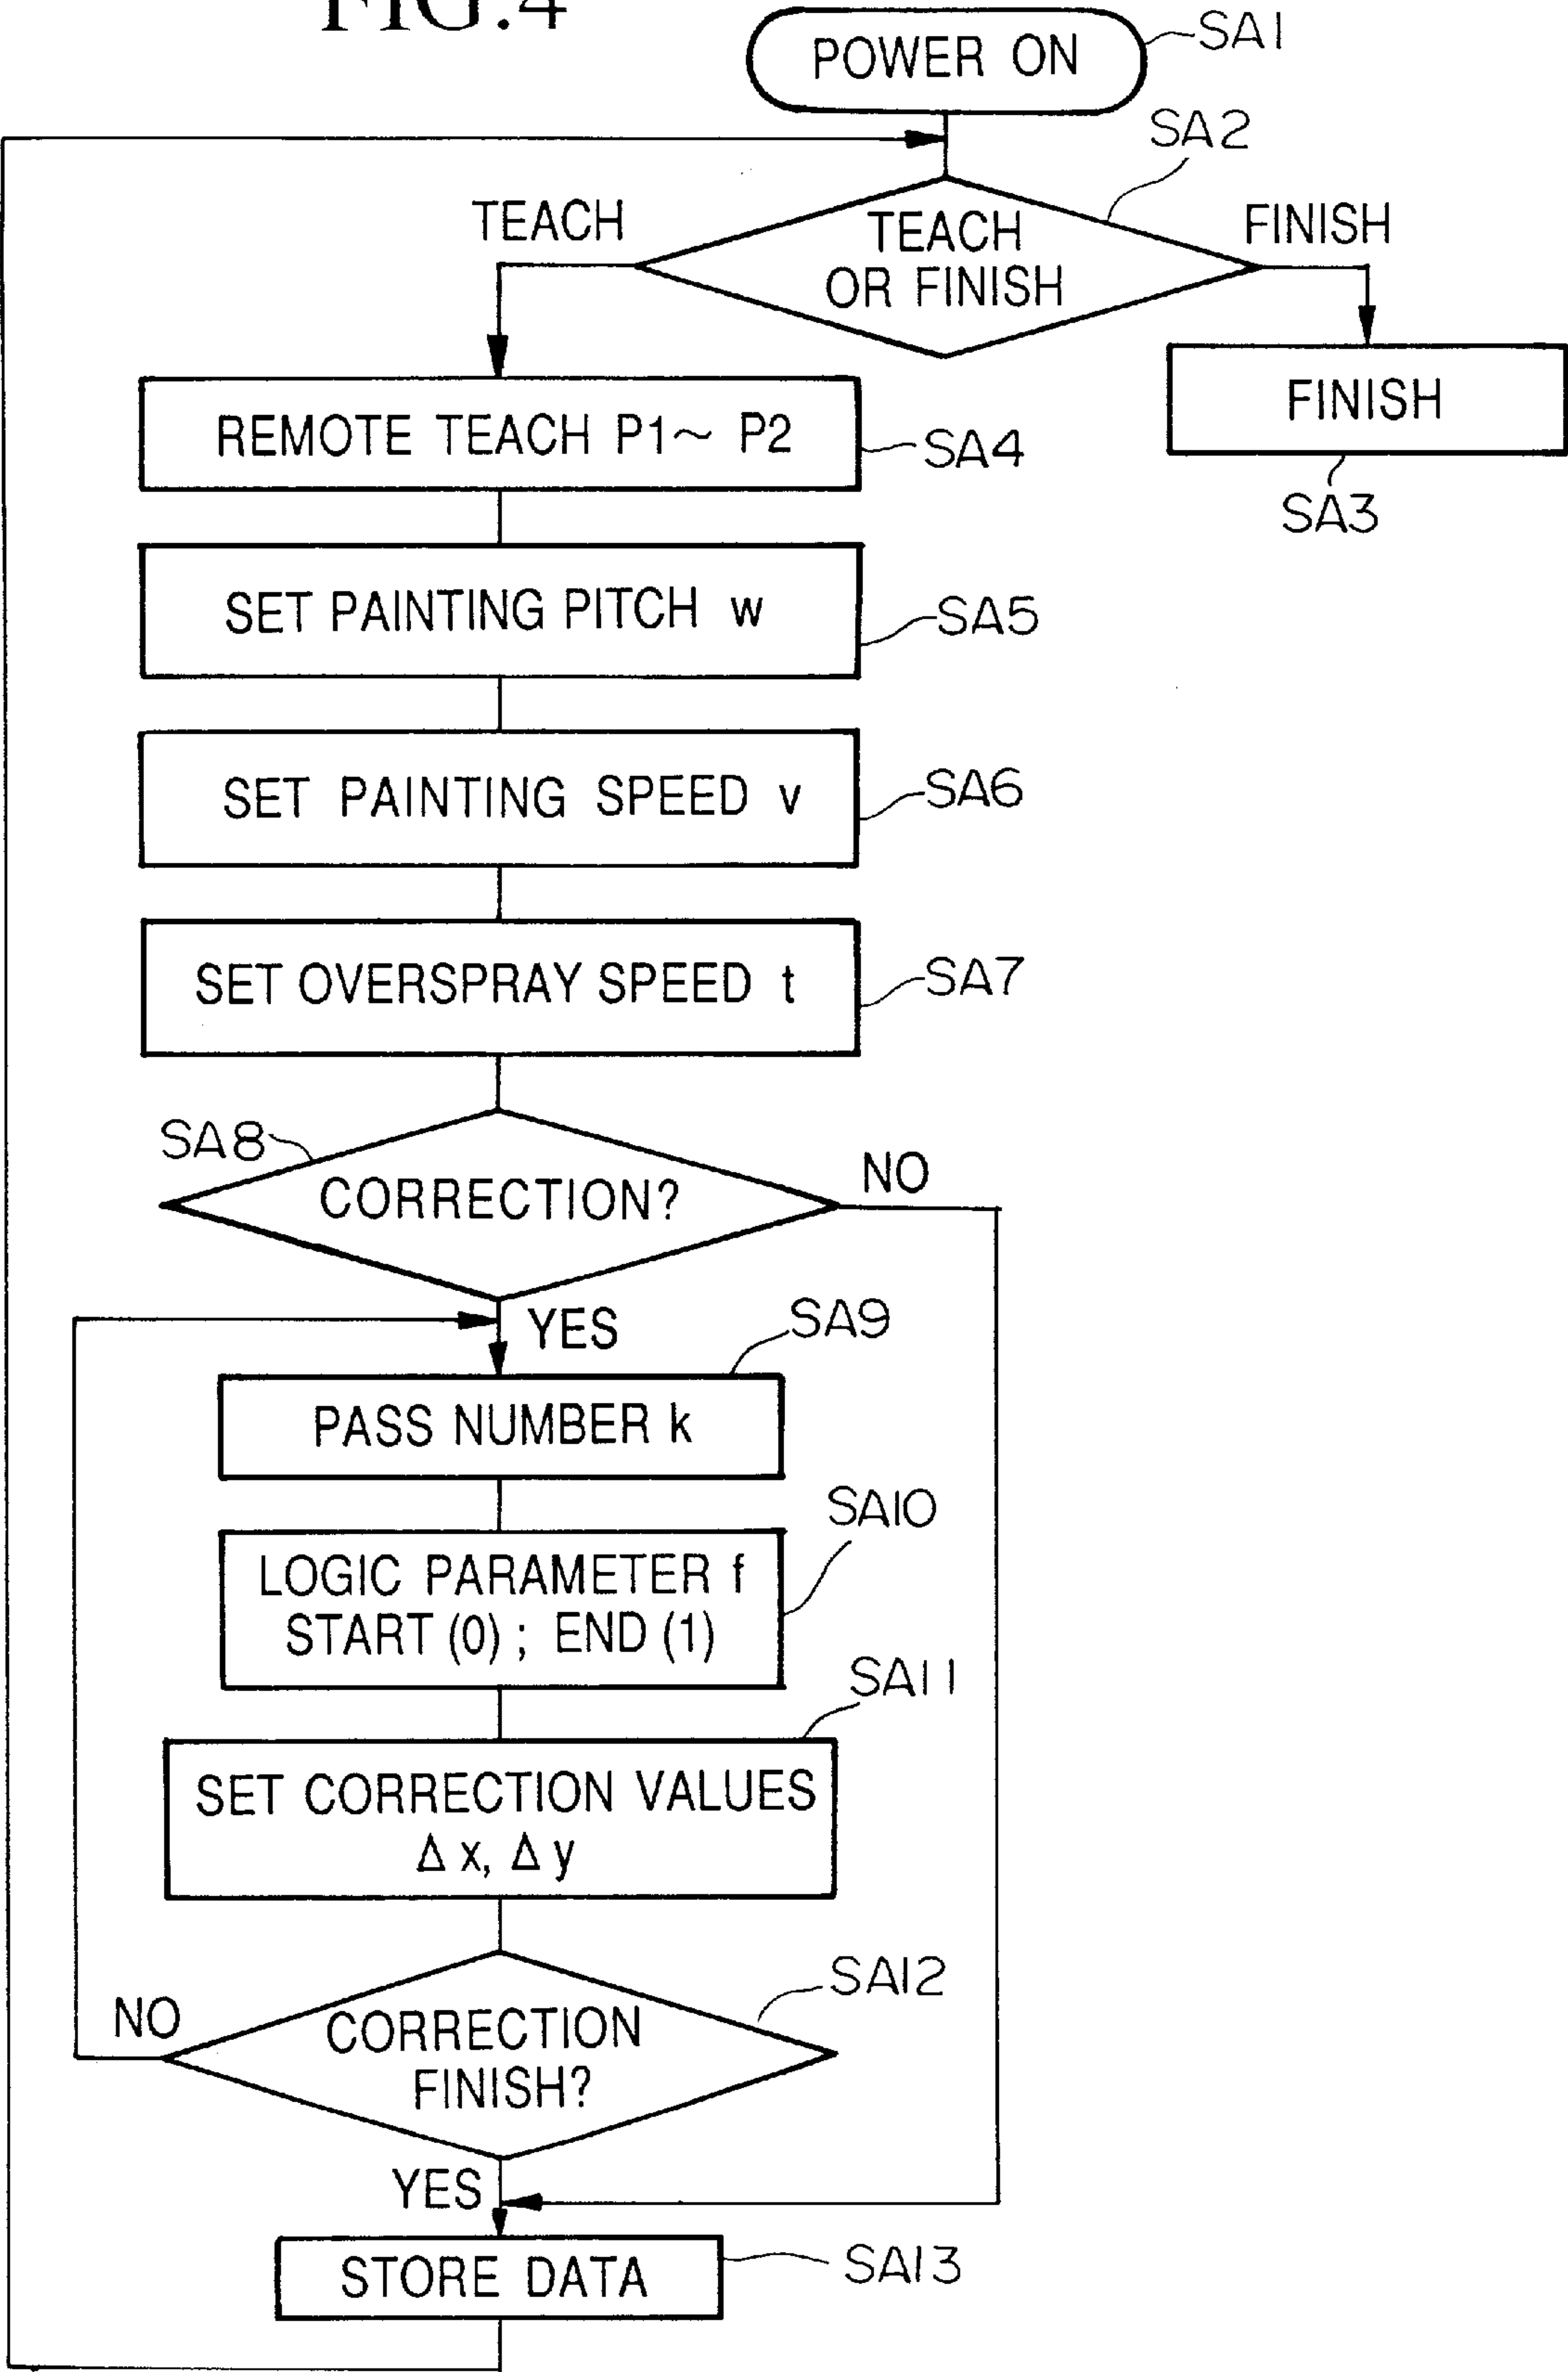 FIG.4
POWER ON
SA1
SA2
TEACH
TEACH
OR FINISH
FINISH
FINISH
SA3
REMOTE TEACH P1~ P2
SA4
SET PAINTING PITCH w
SA5
SET PAINTING SPEED v
SA6
SET OVERSPRAY SPEED t
SA7
SA8
CORRECTION?
NO
YES
SA9
PASS NUMBER k
SA10
LOGIC PARAMETER f
START (0) ; END (1)
SA11
SET CORRECTION VALUES
Δ x, Δ y
SA12
NO
CORRECTION
FINISH?
YES
STORE DATA
SA13